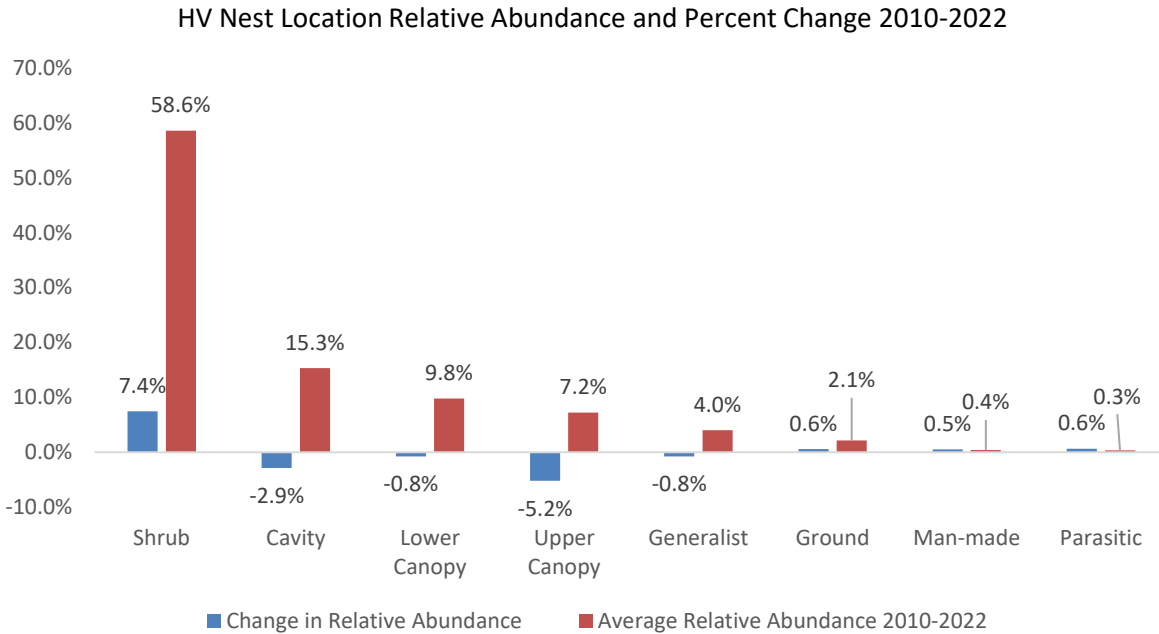 HV Nest Location Relative Abundance and Percent Change 2010-2022
70.0%
60.0%
50.0%
40.0%
30.0%
20.0%
10.0%
0.0%
-10.0%
58.6%
7.4%
15.3%
-2.9%
9.8%
-0.8%
7.2%
-5.2%
4.0%
-0.8%
2.1%
0.6%
0.4%
0.5%
0.3%
0.6%
Shrub
Cavity
Lower
Canopy
Upper
Canopy
Generalist
Ground
Man-made
Parasitic
Change in Relative Abundance
Average Relative Abundance 2010-2022